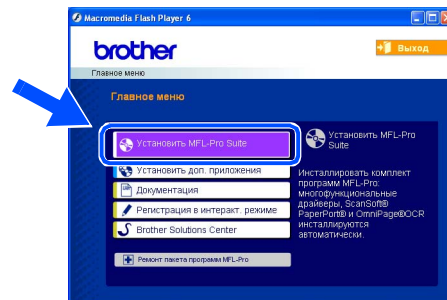 Macromedia Flash Player 6
brother
Выход
Главное меню
Главное меню
Установить MFL-Pro Suite
Установить доп. приложения
Документация
Регистрация в интеракт. режиме
Brother Solutions Center
Ремонт пакета программ MFL-Pro
Установить MFL-Pro
Suite
Инсталлировать комплект
программ MFL-Pro:
многофункциональные
драйверы, ScanSoft®
PaperPort® и OmniPage®OCR
инсталлируются
автоматически.